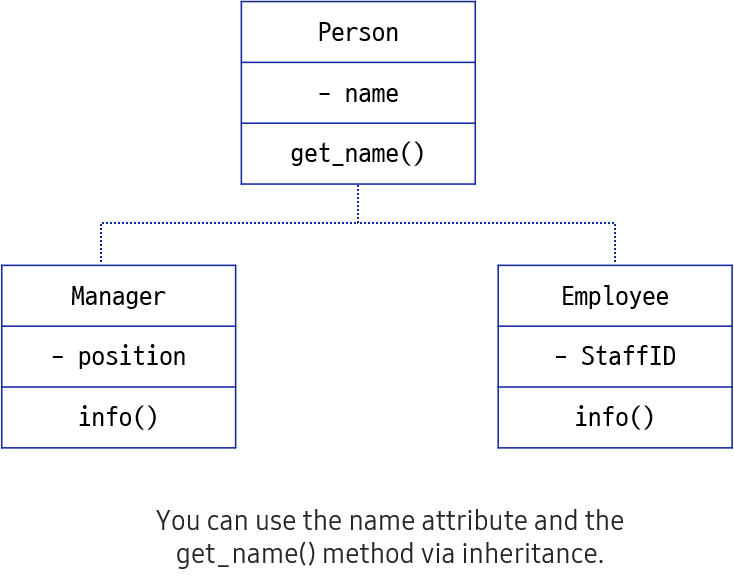 Person
- name
get_name()
Manager
- position
info()
Employee
- StaffID
info()
You can use the name attribute and the
get_name() method via inheritance.